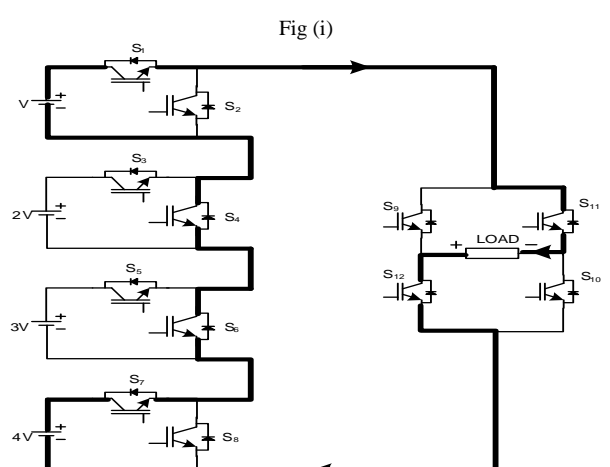 Fig (i)
S1
V + −
S2
S3
2V + −
S4
S9
S11
+ LOAD −
S5
S12
S10
3V + −
S6
S7
4V + −
S8